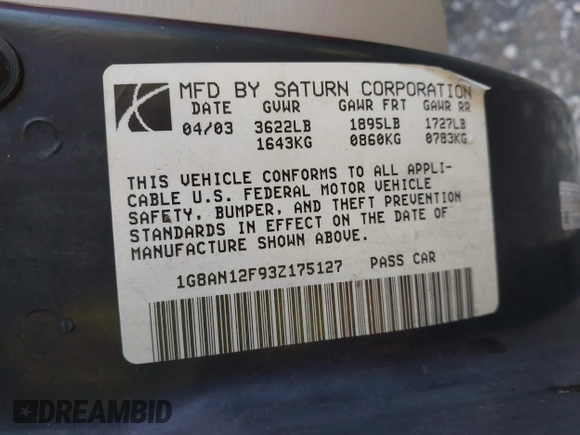 MFD BY SATURN CORPORATION
DATE GVWR GAWR FRT GAWR RR
04/03 3622LB 1895LB 1727LB
1643KG 0860KG 0783KG
THIS VEHICLE CONFORMS TO ALL APPLI-
CABLE U.S. FEDERAL MOTOR VEHICLE
SAFETY, BUMPER, AND THEFT PREVENTION
STANDARDS IN EFFECT ON THE DATE OF
MANUFACTURE SHOWN ABOVE.
1G8AN12F93Z175127 PASS CAR
DREAMBID